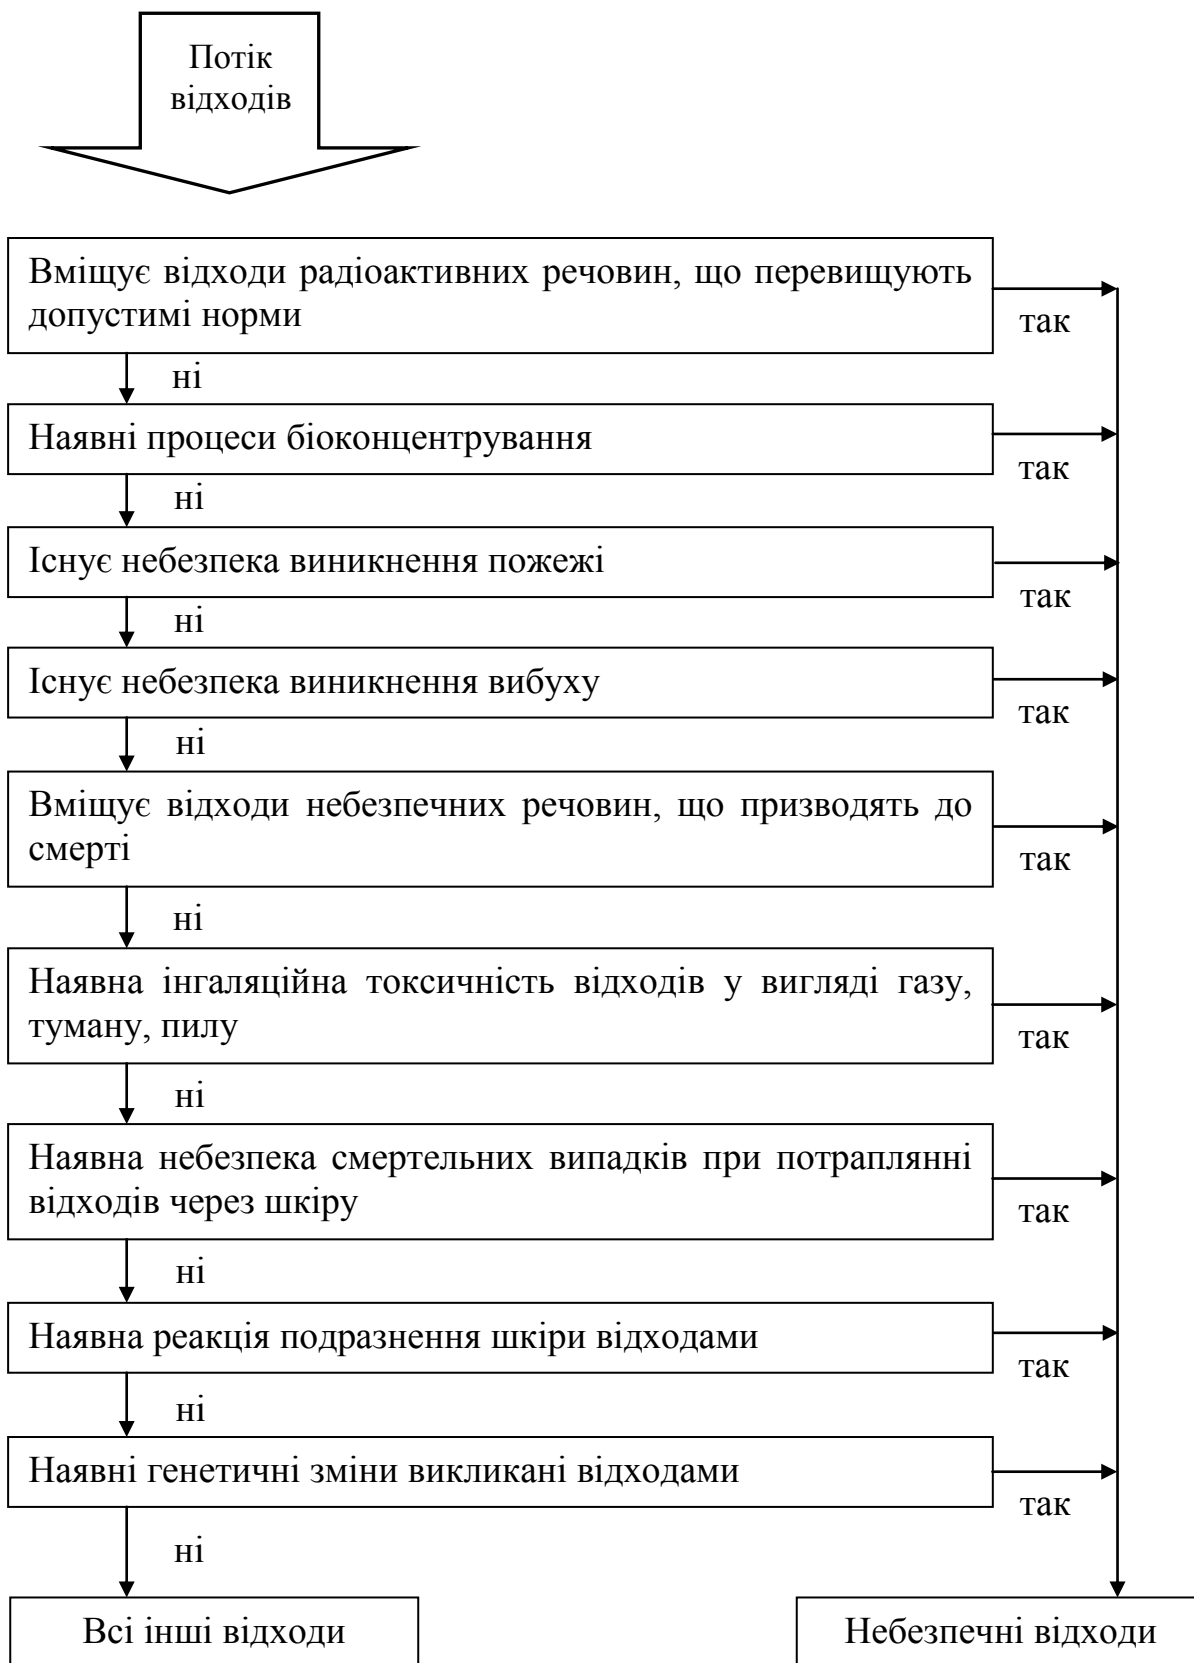 Потік
відходів
Вміщує відходи радіоактивних речовин, що перевищують
допустимі норми
так
ні
Наявні процеси біоконцентрування
так
ні
Існує небезпека виникнення пожежі
так
ні
Існує небезпека виникнення вибуху
так
ні
Вміщує відходи небезпечних речовин, що призводять до
смерті
так
ні
Наявна інгаляційна токсичність відходів у вигляді газу,
туману, пилу
так
ні
Наявна небезпека смертельних випадків при потраплянні
відходів через шкіру
так
ні
Наявна реакція подразнення шкіри відходами
так
ні
Наявні генетичні зміни викликані відходами
так
ні
Всі інші відходи
Небезпечні відходи